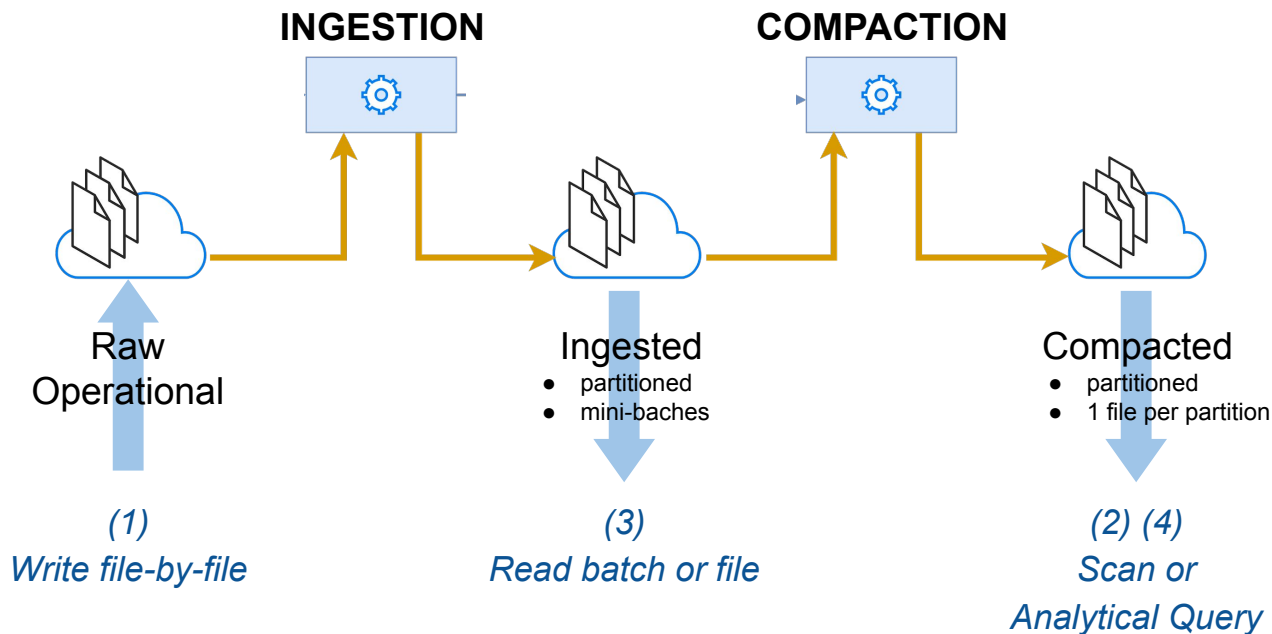 INGESTION
COMPACTION
Raw
Operational
Ingested
● partitioned
● mini-baches
Compacted
● partitioned
● 1 file per partition
(1)
Write file-by-file
(3)
Read batch or file
(2) (4)
Scan or
Analytical Query